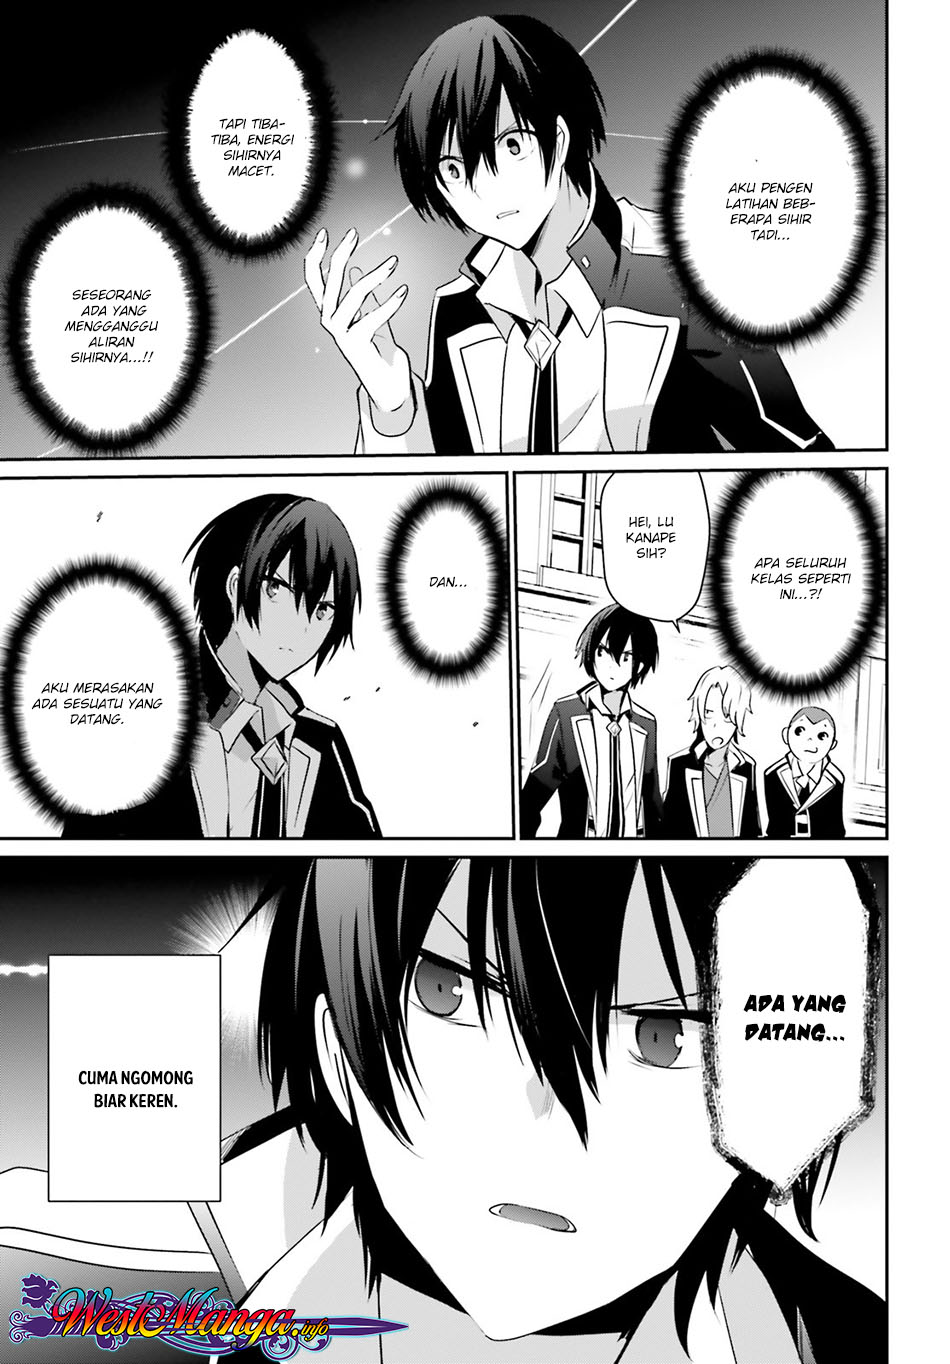 AKU PENGEN
LATIHAN BEB-
ERAPA SIHIR
TADI...
TAPI TIBA-
TIBA, ENERGI
SIHIRNYA
MACET.
SESEORANG
ADA YANG
MENGGANGGU
ALIRAN
SIHIRNYA...!!
APA SELURUH
KELAS SEPERTI
INI...?!
HEI, LU
KANAPE
SIH?
DAN...
AKU MERASAKAN
ADA SESUATU YANG
DATANG.
ADA YANG
DATANG...
CUMA NGOMONG
BIAR KEREN.
WestManga.info